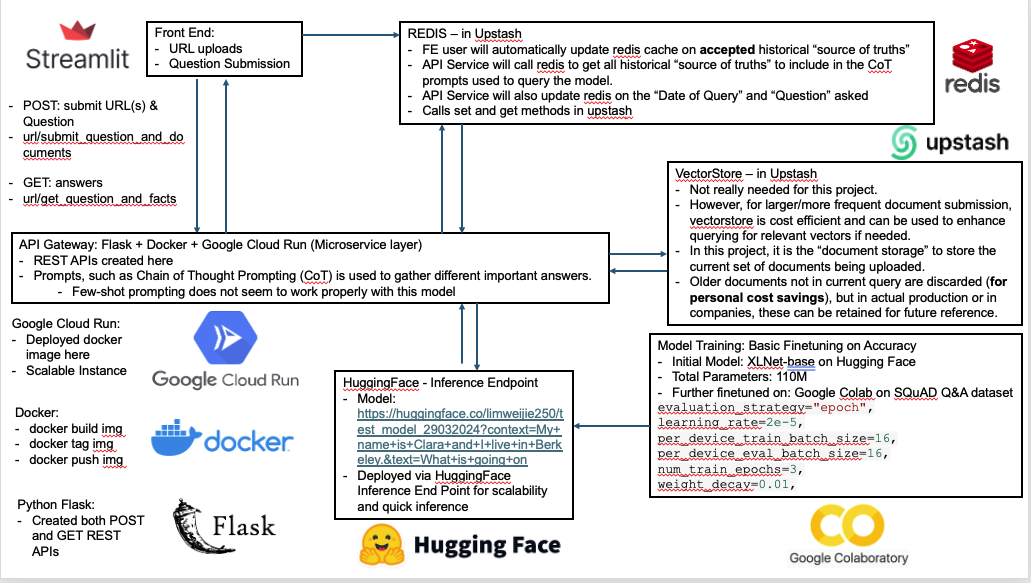 Streamlit
Front End:
- URL uploads
- Question Submission
REDIS – in Upstash
- FE user will automatically update redis cache on accepted historical “source of truths”
- API Service will call redis to get all historical “source of truths” to include in the CoT
prompts used to query the model.
- API Service will also update redis on the “Date of Query” and “Question” asked
- Calls set and get methods in upstash
redis
upstash
- POST: submit URL(s) &
Question
- url/submit_question_and_do
cuments
- GET: answers
- url/get_question_and_facts
VectorStore – in Upstash
- Not really needed for this project.
- However, for larger/more frequent document submission,
vectorstore is cost efficient and can be used to enhance
querying for relevant vectors if needed.
- In this project, it is the “document storage” to store the
current set of documents being uploaded.
- Older documents not in current query are discarded (for
personal cost savings), but in actual production or in
companies, these can be retained for future reference.
API Gateway: Flask + Docker + Google Cloud Run (Microservice layer)
- REST APIs created here
- Prompts, such as Chain of Thought Prompting (CoT) is used to gather different important answers.
- Few-shot prompting does not seem to work properly with this model
Google Cloud Run:
- Deployed docker
image here
- Scalable Instance
Google Cloud Run
Docker:
- docker build img
- docker tag img
- docker push img
docker
Python Flask:
- Created both POST
and GET REST
APIs
Flask
HuggingFace - Inference Endpoint
- Model:
https://huggingface.co/limweijie250/t
est_model_29032024?context=My+
name+is+Clara+and+I+live+in+Berk
eley.&text=What+is+going+on
- Deployed via HuggingFace
Inference End Point for scalability
and quick inference
Hugging Face
Model Training: Basic Finetuning on Accuracy
- Initial Model: XLNet-base on Hugging Face
- Total Parameters: 110M
- Further finetuned on: Google Colab on SQuAD Q&A dataset
evaluation_strategy="epoch",
learning_rate=2e-5,
per_device_train_batch_size=16,
per_device_eval_batch_size=16,
num_train_epochs=3,
weight_decay=0.01,
Google Colaboratory